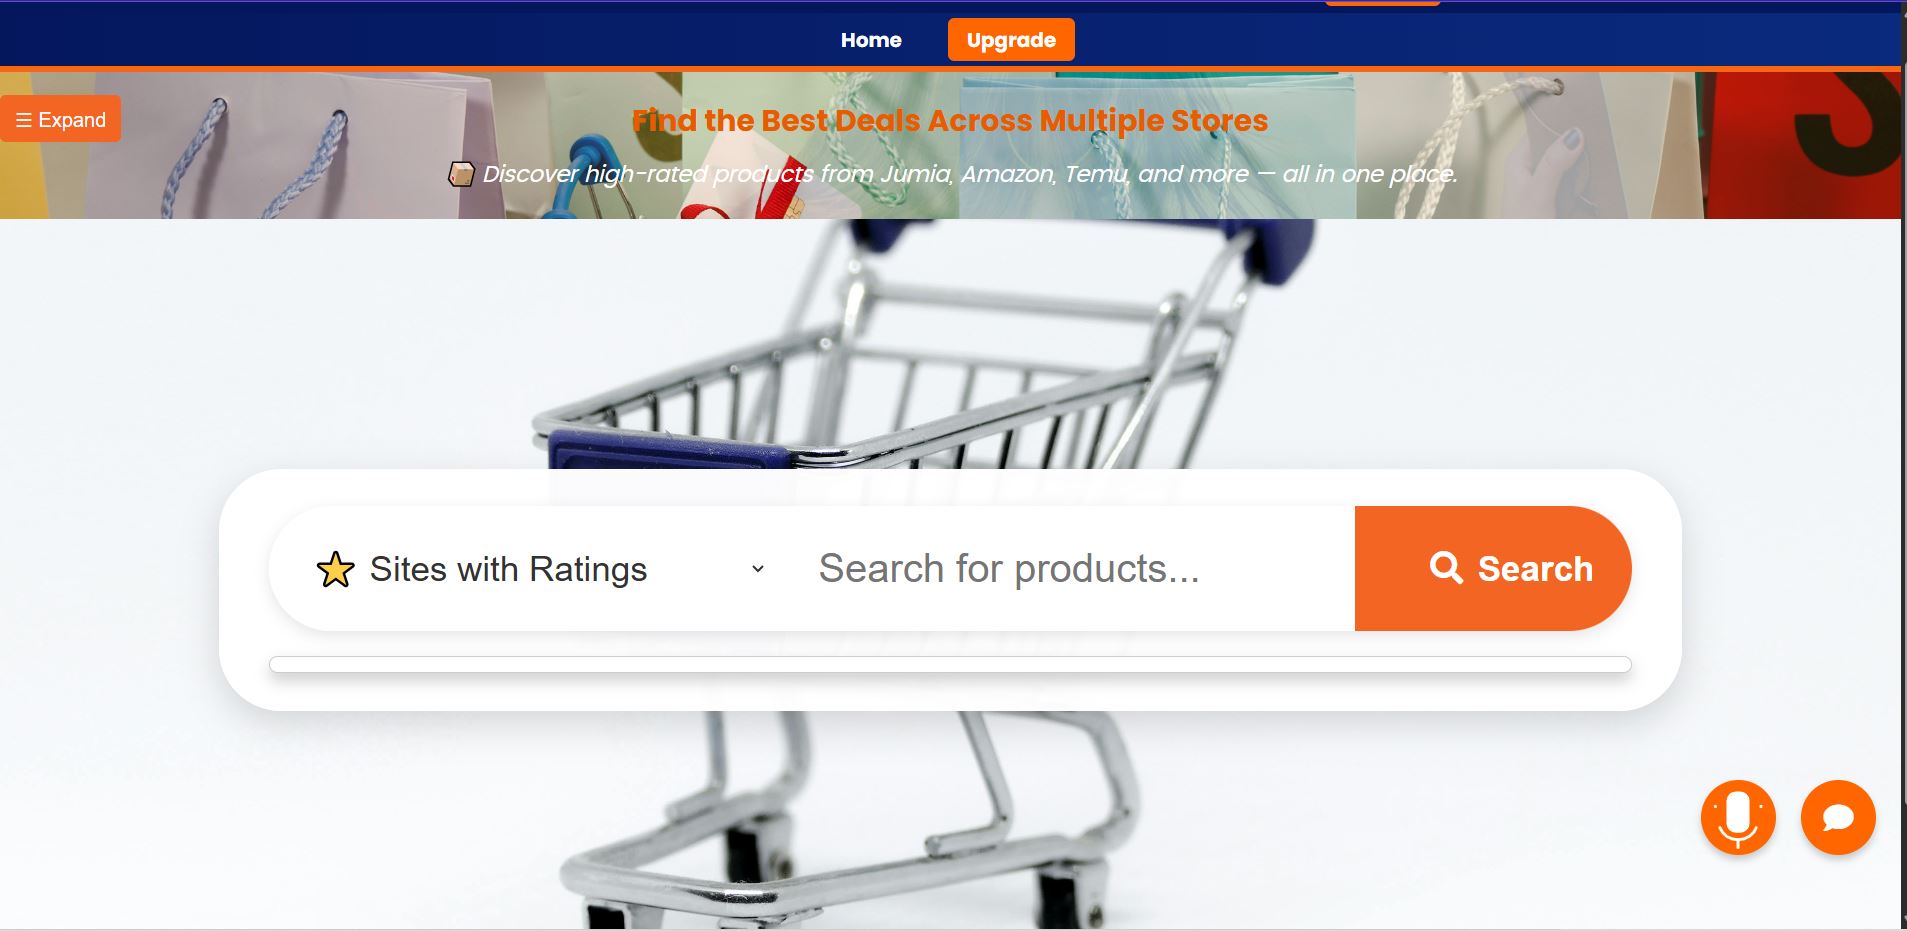 Home
Upgrade
☰ Expand
Find the Best Deals Across Multiple Stores
📦 Discover high-rated products from Jumia, Amazon, Temu, and more — all in one place.
⭐ Sites with Ratings
Search for products...
Search